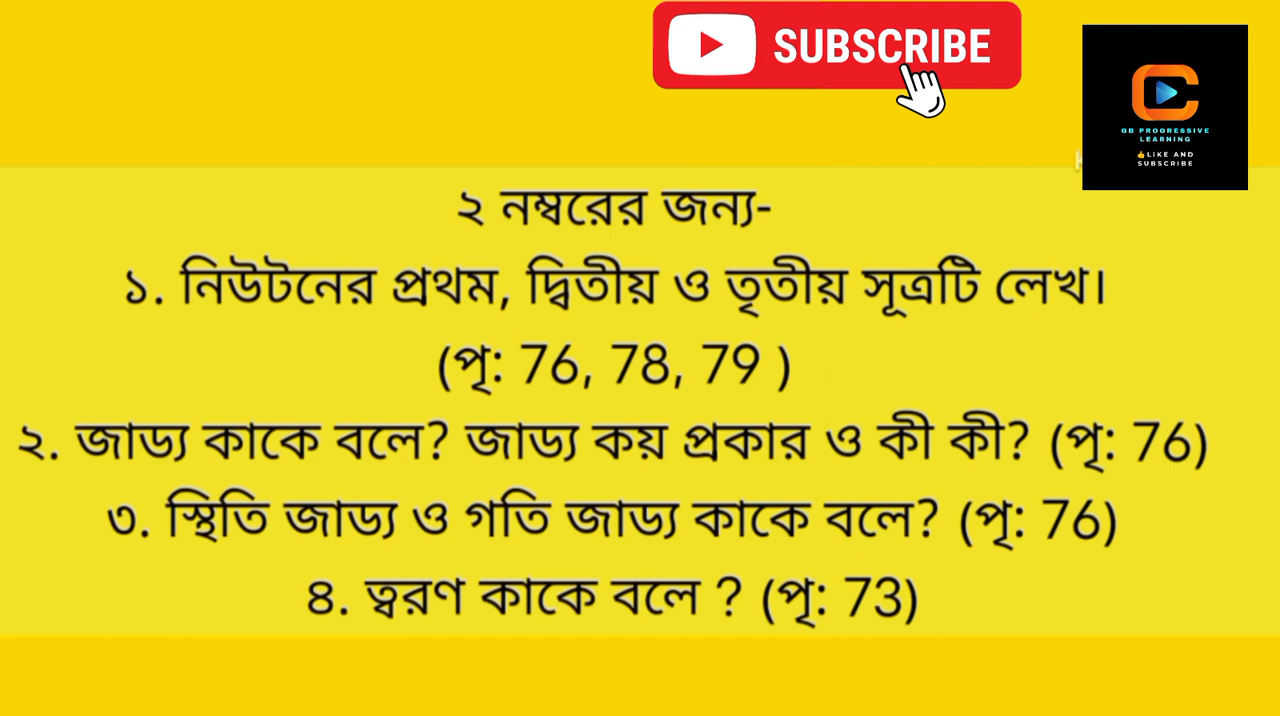 SUBSCRIBE
GB PROGRESSIVE
LEARNING
👍LIKE AND
SUBSCRIBE
২ নম্বরের জন্য-
১. নিউটনের প্রথম, দ্বিতীয় ও তৃতীয় সূত্রটি লেখ।
(পৃ: 76, 78, 79 )
২. জাড্য কাকে বলে? জাড্য কয় প্রকার ও কী কী? (পৃ: 76)
৩. স্থিতি জাড্য ও গতি জাড্য কাকে বলে? (পৃ: 76)
৪. ত্বরণ কাকে বলে ? (পৃ: 73)